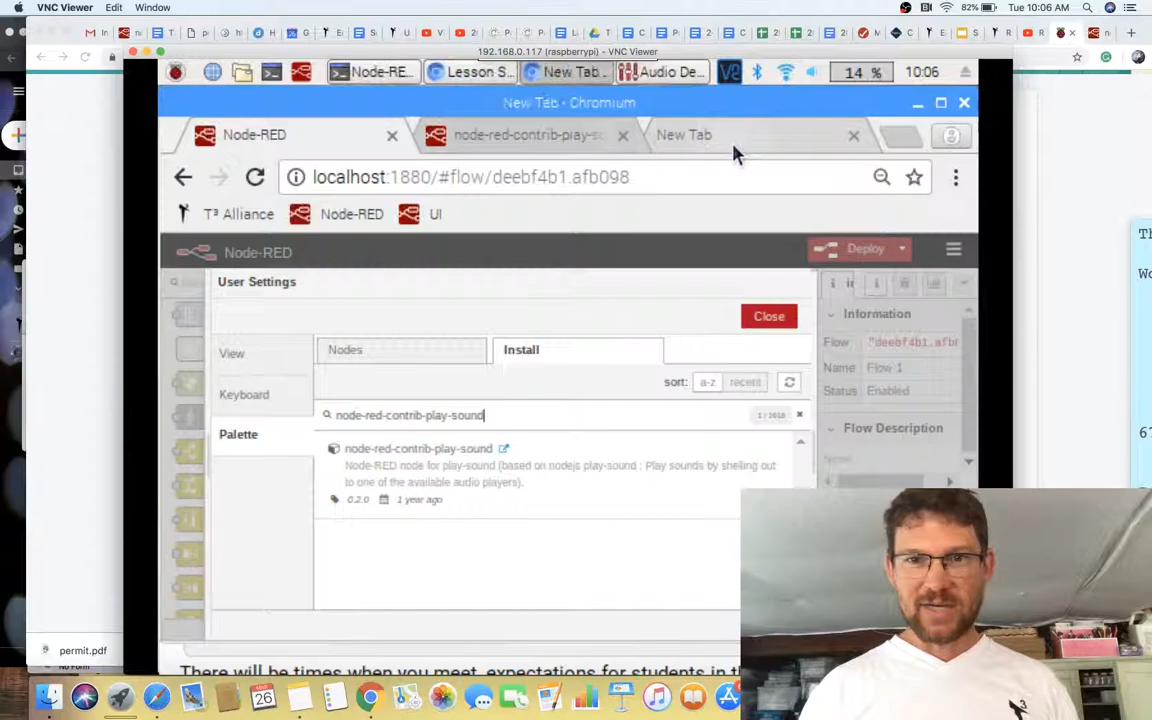 VNC Viewer Edit Window 82% Tue 10:06 AM
192.168.0.117 (raspberrypi) - VNC Viewer
Node-RE... Lesson S... New Tab... Audio De... 14 % 10:06
New Tab - Chromium
Node-RED node-red-contrib-play-so New Tab
localhost:1880/#flow/deebf4b1.afb098
T³ Alliance Node-RED UI
Node-RED Deploy
User Settings
Close
Information
View Nodes Install
Flow "deebf4b1.afbf
sort: a-z recent
Name Flow 1
Keyboard
Status Enabled
node-red-contrib-play-sound 1 / 1618
Palette
Flow Description
node-red-contrib-play-sound
Node-RED node for play-sound (based on nodejs play-sound : Play sounds by shelling out
to one of the available audio players).
0.2.0 1 year ago
permit.pdf
There will be times when you meet expectations for students in th
26